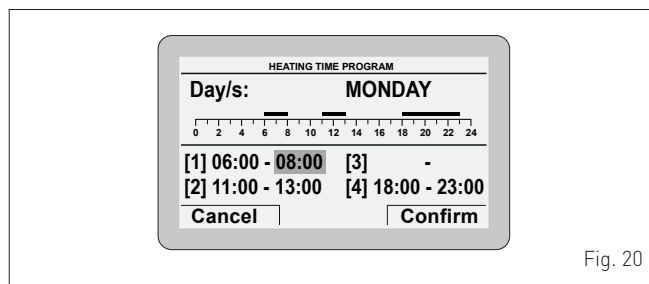 HEATING TIME PROGRAM
Day/s: MONDAY
0 2 4 6 8 10 12 14 16 18 20 22 24
[1] 06:00 - 08:00 [3] -
[2] 11:00 - 13:00 [4] 18:00 - 23:00
Cancel Confirm
Fig. 20